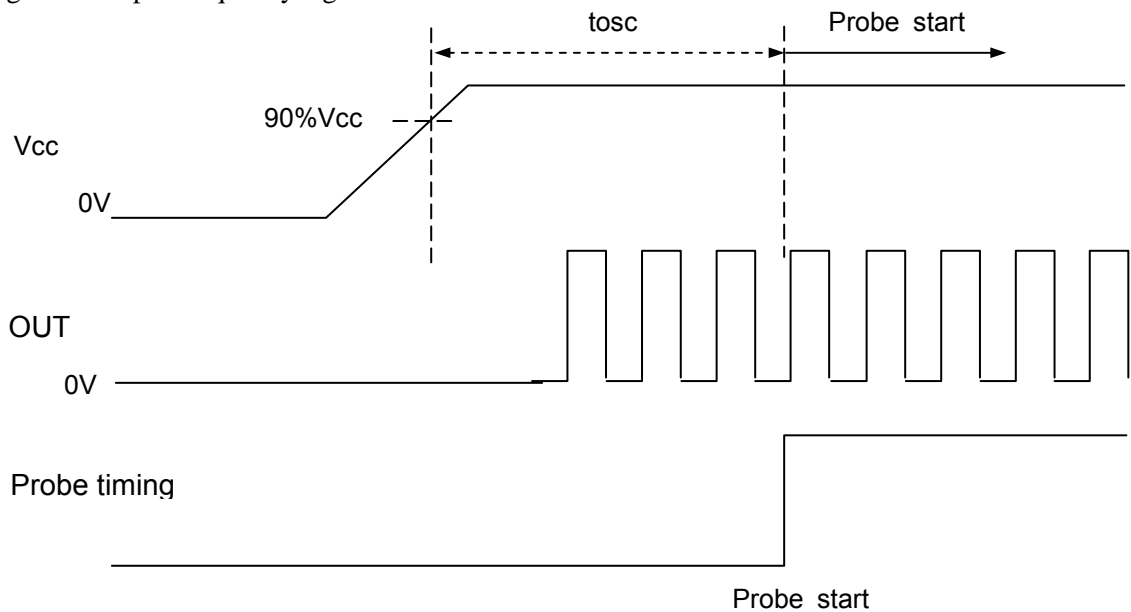 tosc Probe start
90%Vcc
Vcc
0V
OUT
0V
Probe timing
Probe start